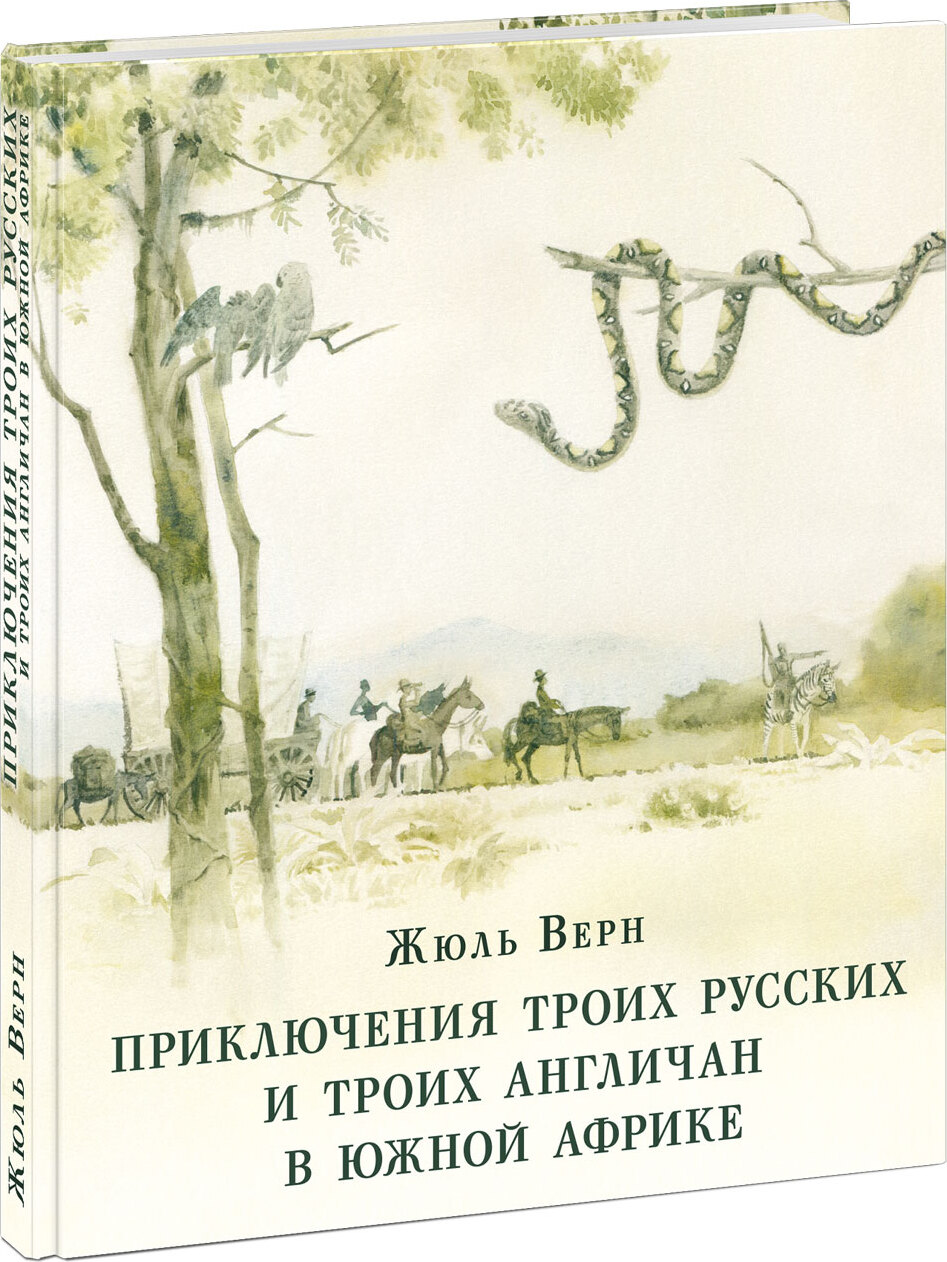 Жюль Верн
ПРИКЛЮЧЕНИЯ ТРОИХ РУССКИХ
И ТРОИХ АНГЛИЧАН
В ЮЖНОЙ АФРИКЕ
Жюль Верн
ПРИКЛЮЧЕНИЯ ТРОИХ РУССКИХ
И ТРОИХ АНГЛИЧАН В ЮЖНОЙ АФРИКЕ